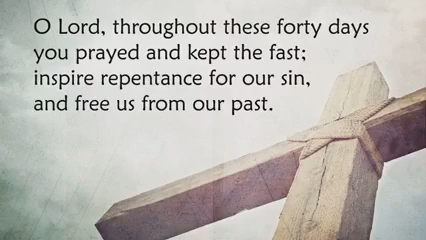 O Lord, throughout these forty days
you prayed and kept the fast;
inspire repentance for our sin,
and free us from our past.